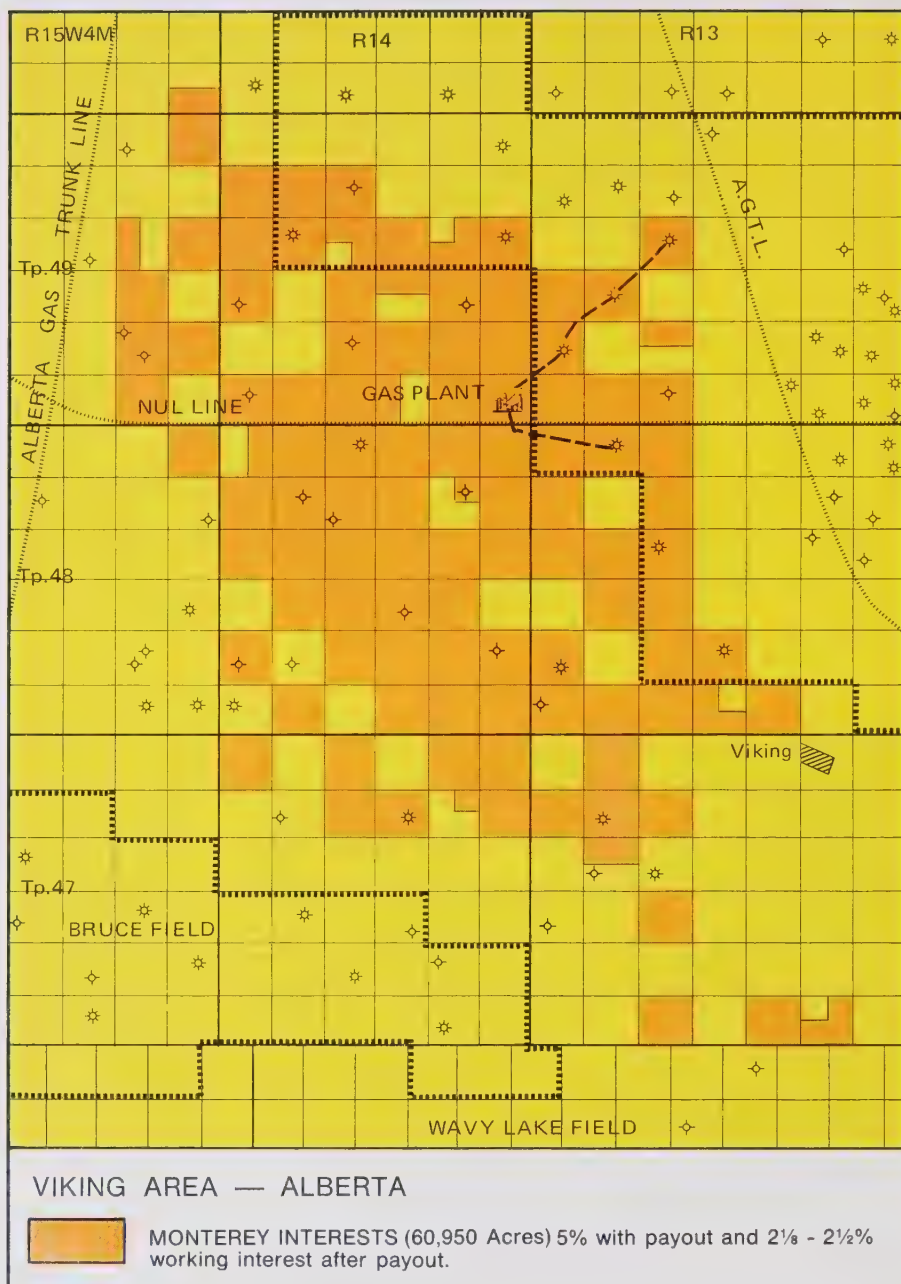 R15W4M
R14
R13
ALBERTA GAS TRUNK LINE
A.G.T.L.
Tp.49
GAS PLANT
NUL LINE
Tp.48
Viking
Tp.47
BRUCE FIELD
WAVY LAKE FIELD
VIKING AREA — ALBERTA
MONTEREY INTERESTS (60,950 Acres) 5% with payout and 2⅛ - 2½%
working interest after payout.